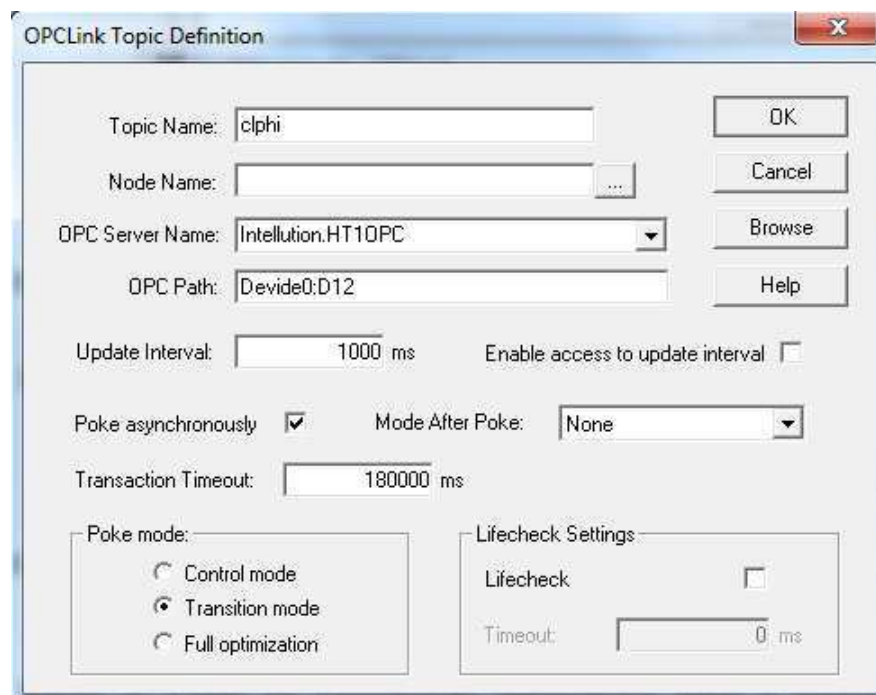 OPCLink Topic Definition
Topic Name: clphi
OK
Node Name: ...
Cancel
OPC Server Name: Intellution.HT1OPC
Browse
OPC Path: Devide0:D12
Help
Update Interval: 1000 ms Enable access to update interval
Poke asynchronously Mode After Poke: None
Transaction Timeout: 180000 ms
Poke mode:
Control mode
Transition mode
Full optimization
Lifecheck Settings
Lifecheck
Timeout: 0 ms